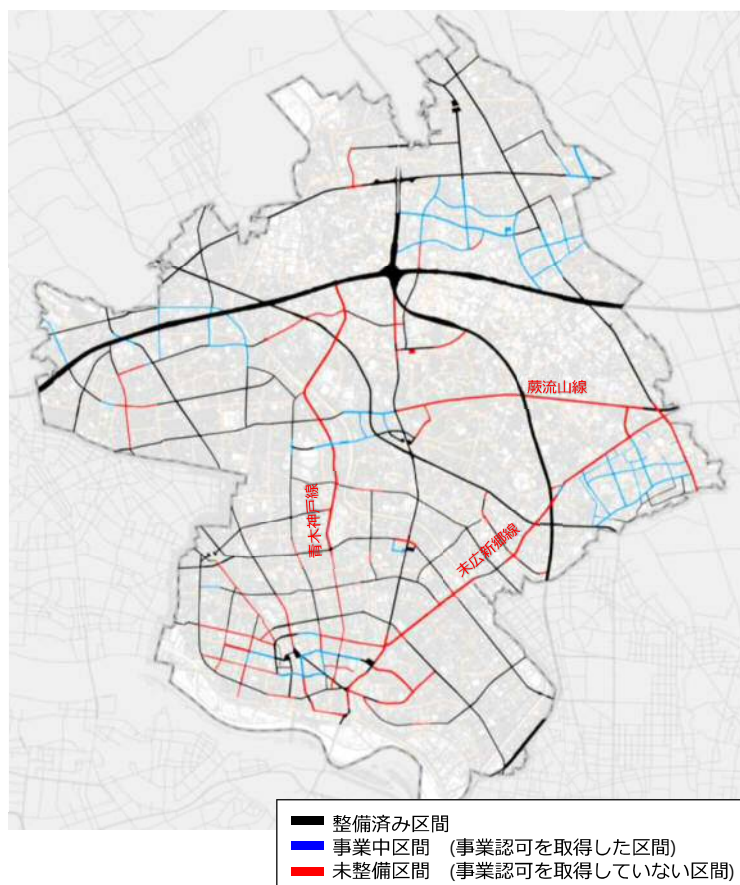 蕨流山線
青木神戸線
末広新郷線
整備済み区間
事業中区間　(事業認可を取得した区間)
未整備区間　(事業認可を取得していない区間)